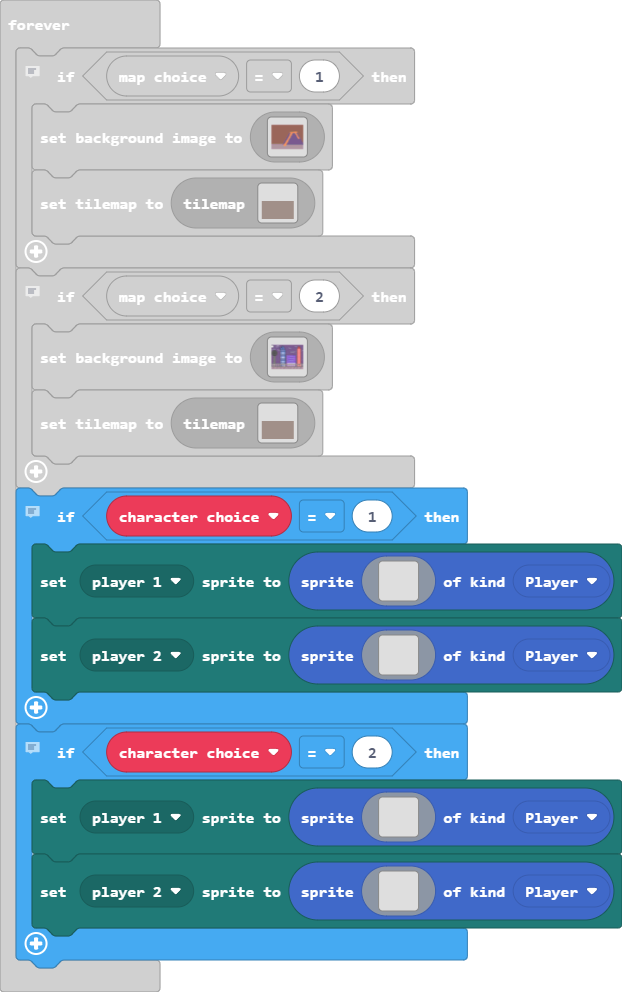 forever
if map choice = 1 then
set background image to
set tilemap to tilemap
if map choice = 2 then
set background image to
set tilemap to tilemap
if character choice = 1 then
set player 1 sprite to sprite of kind Player
set player 2 sprite to sprite of kind Player
if character choice = 2 then
set player 1 sprite to sprite of kind Player
set player 2 sprite to sprite of kind Player